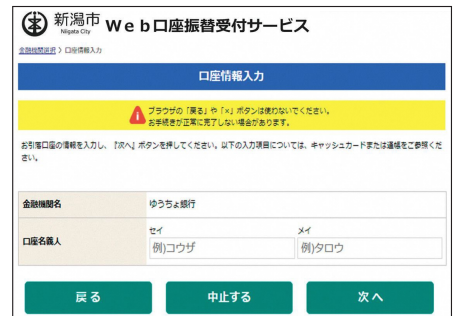 新潟市 Ｗｅｂ口座振替受付サービス
Niigata City
金融機関選択 〉 口座情報入力
口座情報入力
ブラウザの「戻る」や「×」ボタンは使わないでください。
お手続きが正常に完了しない場合があります。
お引落口座の情報を入力し、『次へ』ボタンを押してください。以下の入力項目については、キャッシュカードまたは通帳をご参照くだ
さい。
金融機関名 ゆうちょ銀行
セイ メイ
口座名義人 例)コウザ 例)タロウ
戻る 中止する 次へ